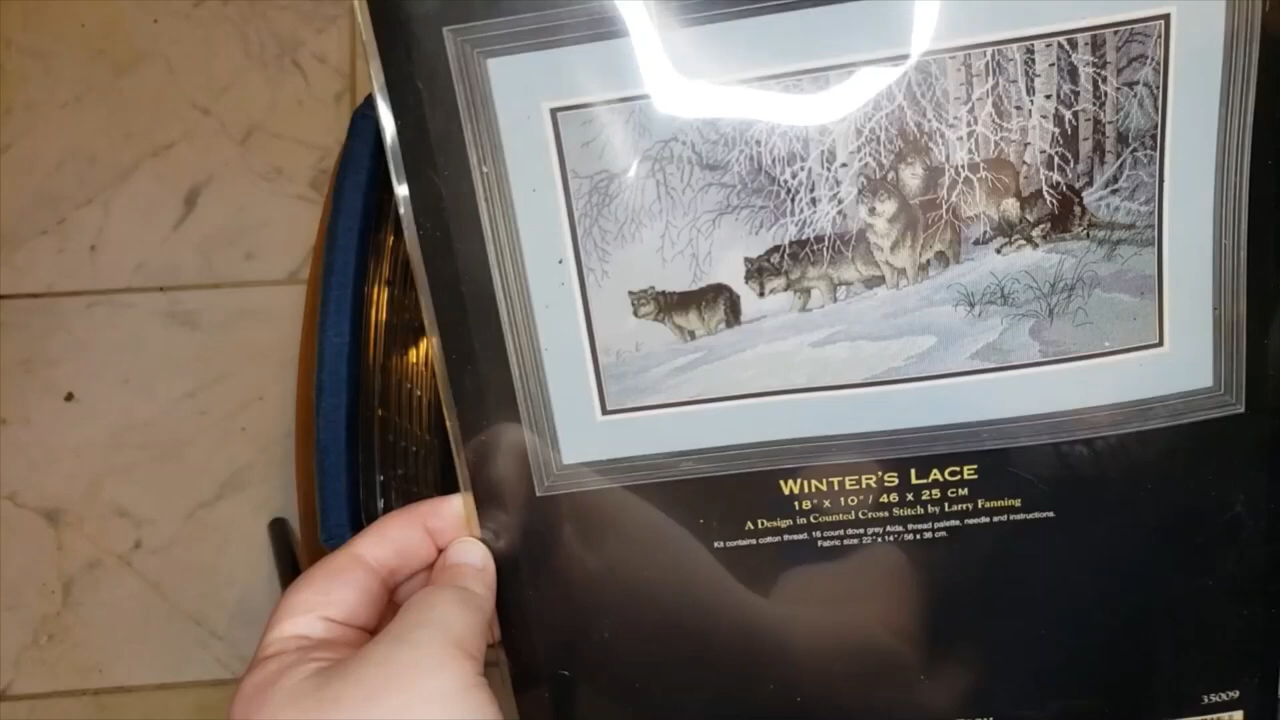 WINTER'S LACE
18" x 10" / 46 x 25 CM
A Design in Counted Cross Stitch by Larry Fanning
Kit contains cotton thread, 16 count dove grey Aida, thread palette, needle and instructions.
Fabric size: 22" x 14" / 56 x 36 cm.
35009